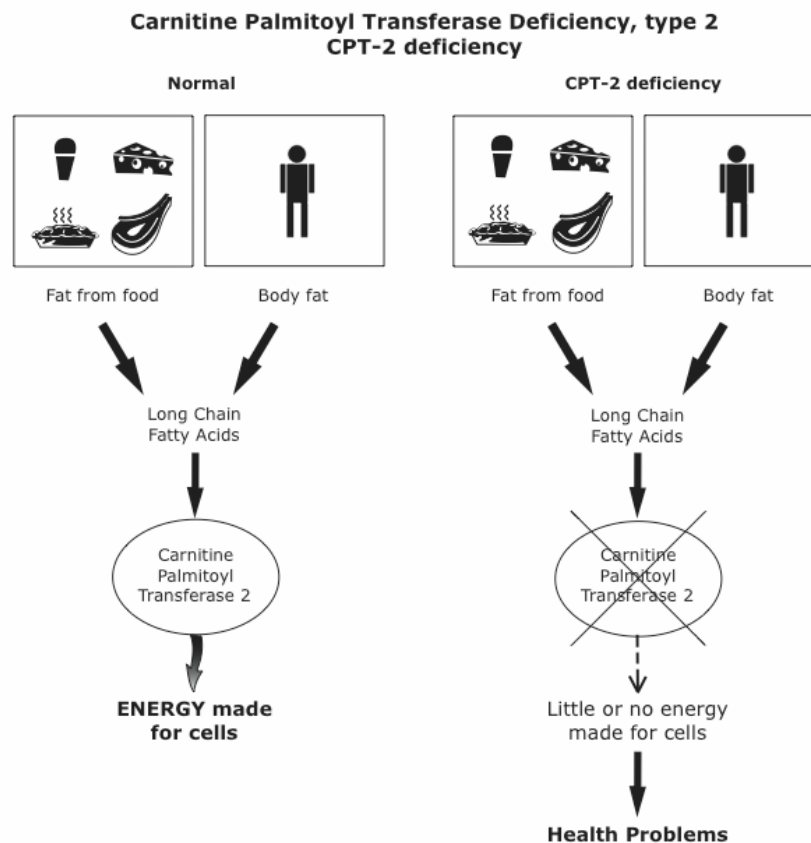 Carnitine Palmitoyl Transferase Deficiency, type 2
CPT-2 deficiency
Normal
Fat from food
Body fat
Long Chain
Fatty Acids
Carnitine
Palmitoyl
Transferase 2
ENERGY made
for cells
CPT-2 deficiency
Fat from food
Body fat
Long Chain
Fatty Acids
Carnitine
Palmitoyl
Transferase 2
Little or no energy
made for cells
Health Problems